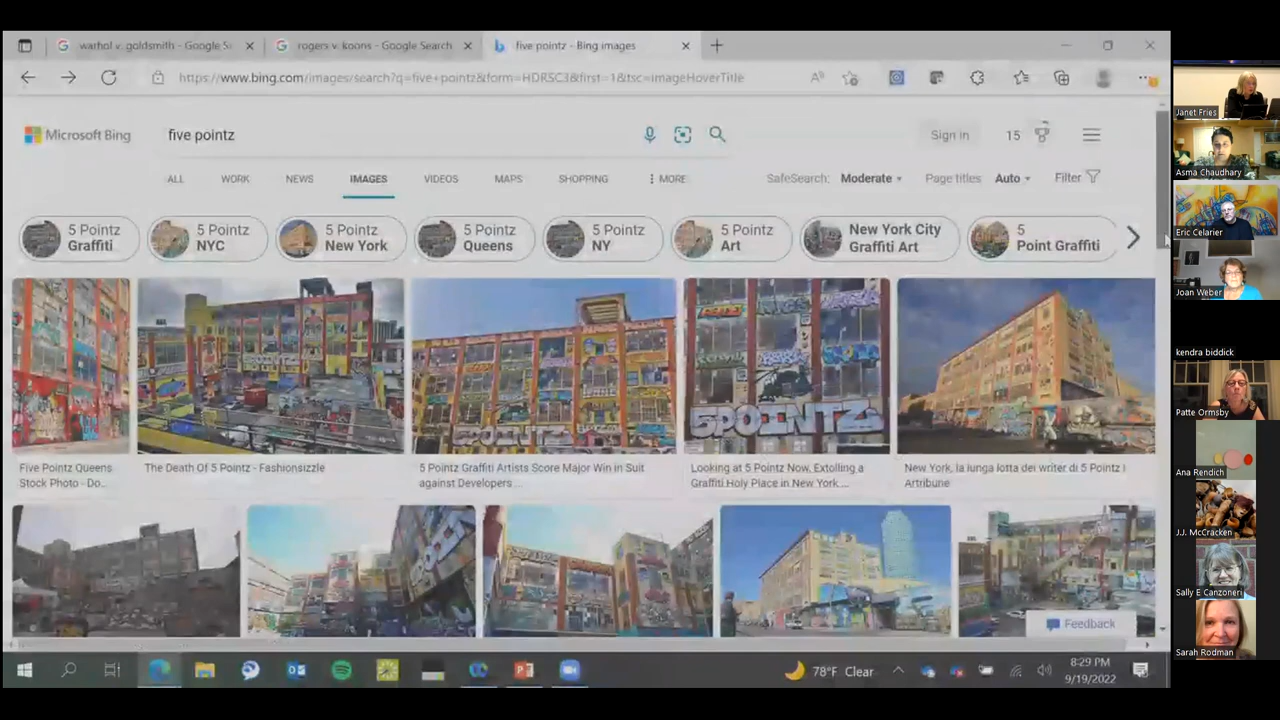 warhol v. goldsmith - Google S
rogers v. koons - Google Search
five pointz - Bing images
https://www.bing.com/images/search?q=five+pointz&form=HDRSC3&first=1&tsc=imageHoverTitle
Microsoft Bing
five pointz
Sign in
15
ALL
WORK
NEWS
IMAGES
VIDEOS
MAPS
SHOPPING
MORE
SafeSearch: Moderate
Page titles Auto
Filter
5 Pointz
Graffiti
5 Pointz
NYC
5 Pointz
New York
5 Pointz
Queens
5 Pointz
NY
5 Pointz
Art
New York City
Graffiti Art
5
Point Graffiti
5POINTZ
5POINTZ
Five Pointz Queens
Stock Photo - Do...
The Death Of 5 Pointz - Fashionsizzle
5 Pointz Graffiti Artists Score Major Win in Suit
against Developers ...
Looking at 5 Pointz Now, Extolling a
Graffiti Holy Place in New York ...
New York, la lunga lotta dei writer di 5 Pointz |
Artribune
Feedback
78°F Clear
8:29 PM
9/19/2022
Janet Fries
Asma Chaudhary
Eric Celarier
Joan Weber
kendra biddick
Patte Ormsby
Ana Rendich
J.J. McCracken
Sally E Canzoneri
Sarah Rodman